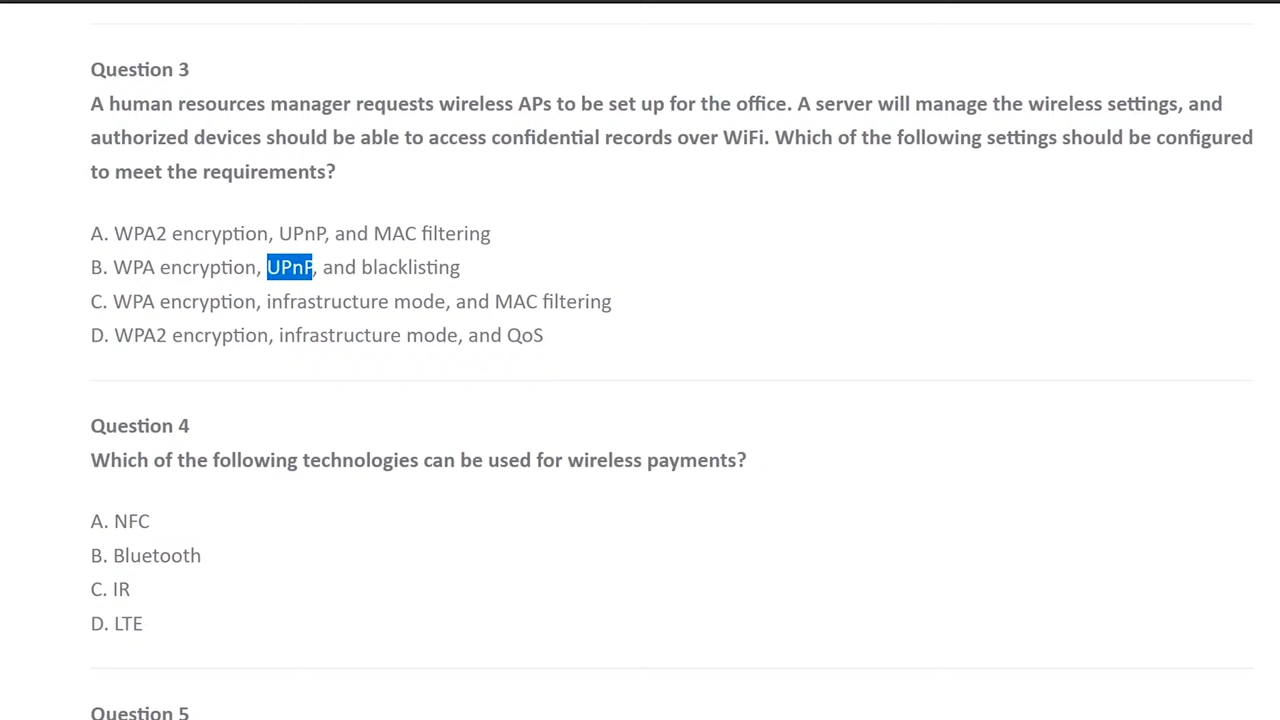 Question 3
A human resources manager requests wireless APs to be set up for the office. A server will manage the wireless settings, and
authorized devices should be able to access confidential records over WiFi. Which of the following settings should be configured
to meet the requirements?
A. WPA2 encryption, UPnP, and MAC filtering
B. WPA encryption, UPnP, and blacklisting
C. WPA encryption, infrastructure mode, and MAC filtering
D. WPA2 encryption, infrastructure mode, and QoS
Question 4
Which of the following technologies can be used for wireless payments?
A. NFC
B. Bluetooth
C. IR
D. LTE
Question 5